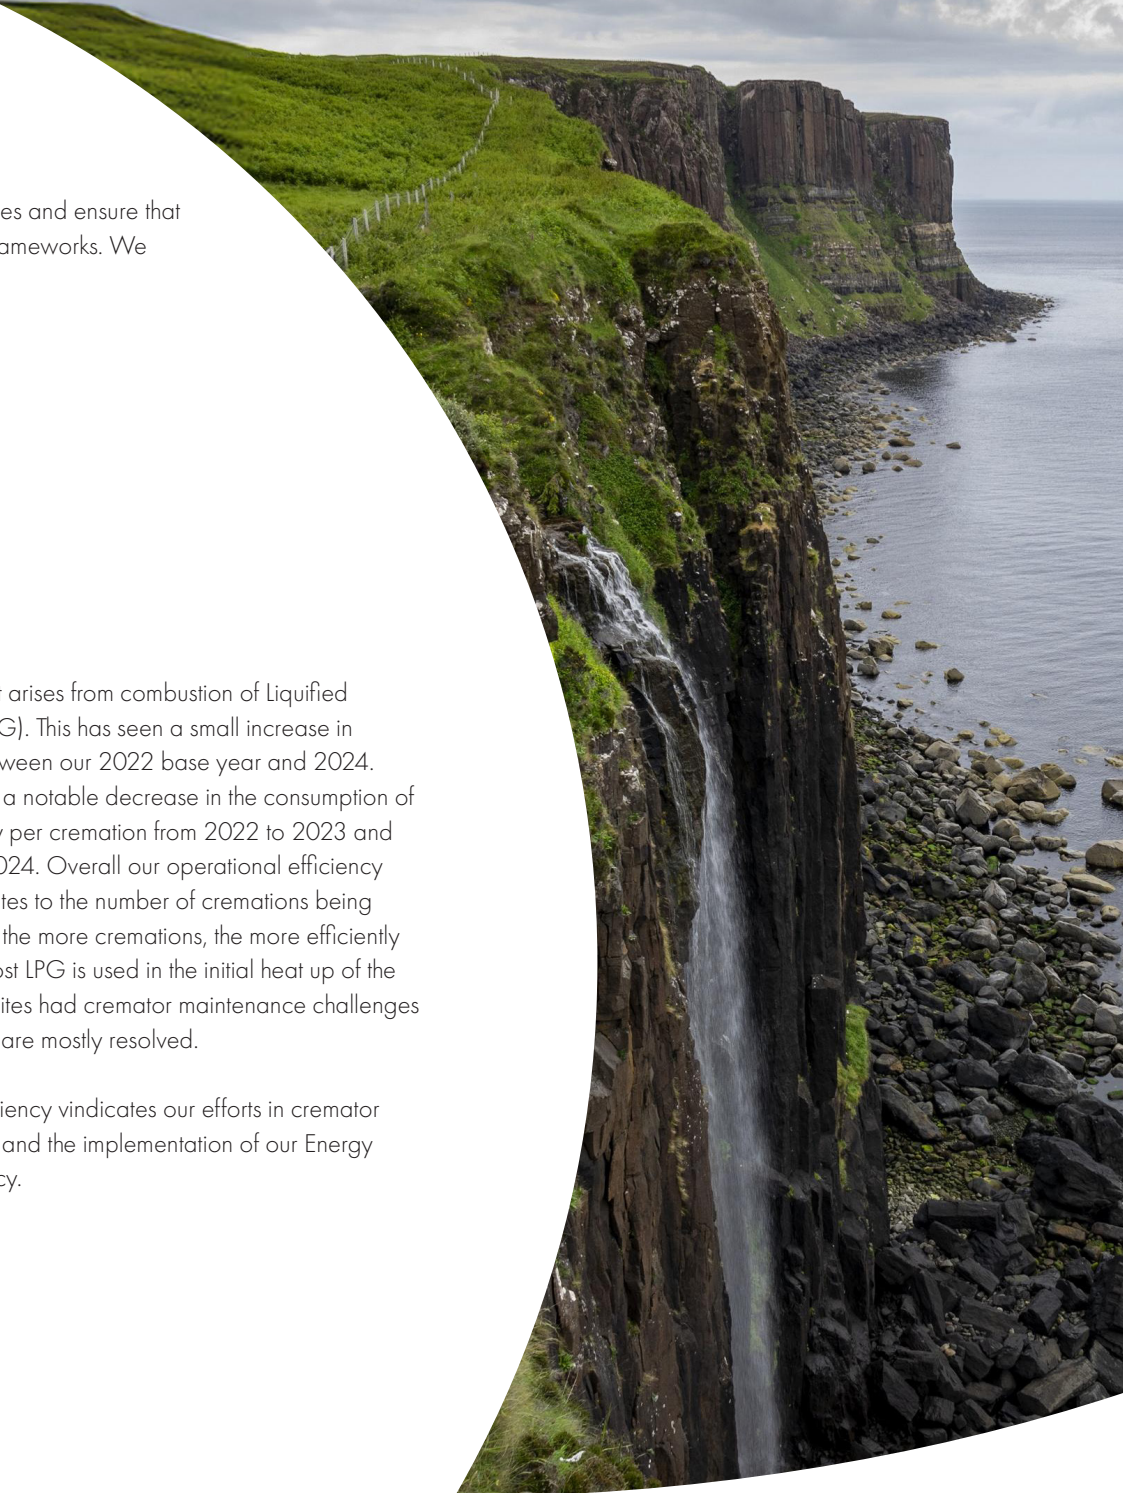 es and ensure that
ameworks. We
arises from combustion of Liquified
G). This has seen a small increase in
ween our 2022 base year and 2024.
a notable decrease in the consumption of
per cremation from 2022 to 2023 and
024. Overall our operational efficiency
tes to the number of cremations being
the more cremations, the more efficiently
ost LPG is used in the initial heat up of the
ites had cremator maintenance challenges
are mostly resolved.
iency vindicates our efforts in cremator
and the implementation of our Energy
cy.